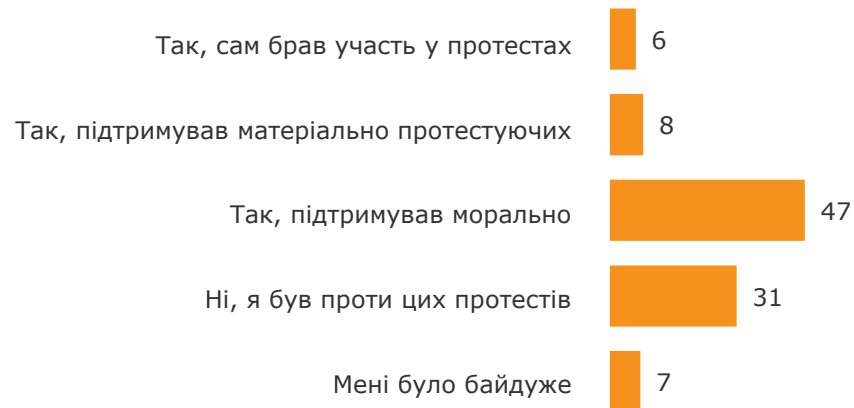 Так, сам брав участь у протестах 6
Так, підтримував матеріально протестуючих 8
Так, підтримував морально 47
Ні, я був проти цих протестів 31
Мені було байдуже 7